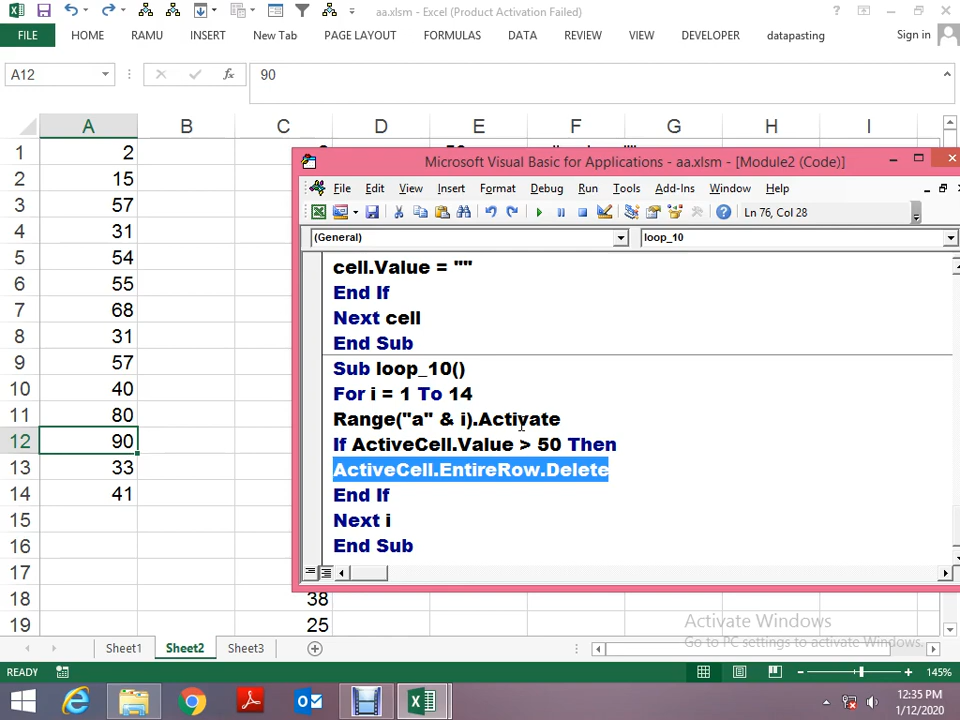 aa.xlsm - Excel (Product Activation Failed)
FILE HOME RAMU INSERT New Tab PAGE LAYOUT FORMULAS DATA REVIEW VIEW DEVELOPER datapasting Sign in
A12 fx 90
A B C D E F G H I
1 2
2 15
3 57
4 31
5 54
6 55
7 68
8 31
9 57
10 40
11 80
12 90
13 33
14 41
15
16
17
18 38
19 25
Microsoft Visual Basic for Applications - aa.xlsm - [Module2 (Code)]
File Edit View Insert Format Debug Run Tools Add-Ins Window Help
Ln 76, Col 28
(General) loop_10
cell.Value = ""
End If
Next cell
End Sub
Sub loop_10()
For i = 1 To 14
Range("a" & i).Activate
If ActiveCell.Value > 50 Then
ActiveCell.EntireRow.Delete
End If
Next i
End Sub
Activate Windows
Go to PC settings to activate Windows.
Sheet1 Sheet2 Sheet3
READY 145%
12:35 PM
1/12/2020